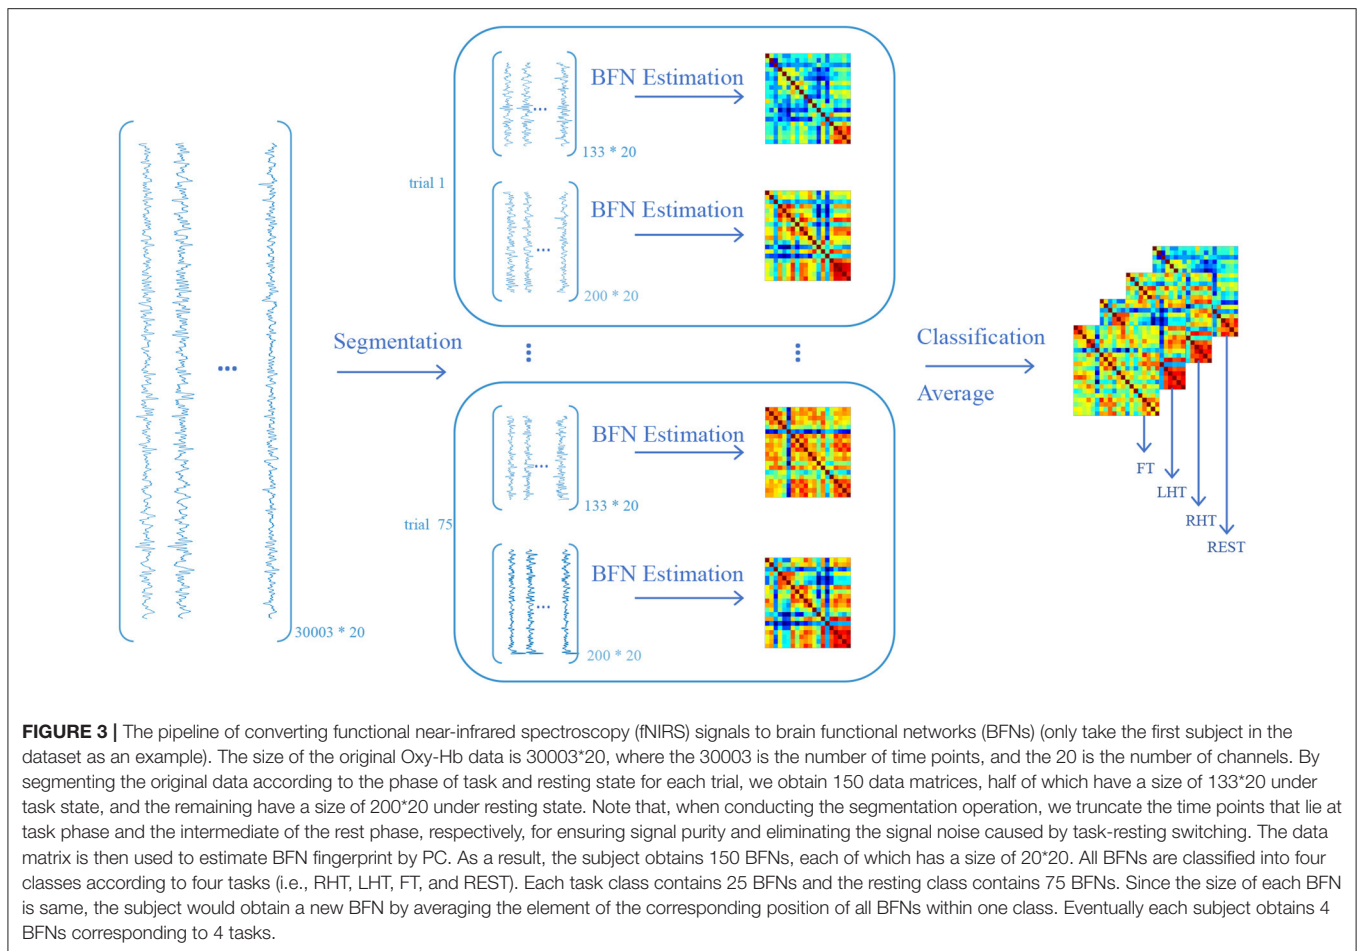 BFN Estimation
133 * 20
trial 1
BFN Estimation
200 * 20
30003 * 20
Segmentation
Classification
Average
BFN Estimation
133 * 20
trial 75
BFN Estimation
200 * 20
FT
LHT
RHT
REST
FIGURE 3 | The pipeline of converting functional near-infrared spectroscopy (fNIRS) signals to brain functional networks (BFNs) (only take the first subject in the
dataset as an example). The size of the original Oxy-Hb data is 30003*20, where the 30003 is the number of time points, and the 20 is the number of channels. By
segmenting the original data according to the phase of task and resting state for each trial, we obtain 150 data matrices, half of which have a size of 133*20 under
task state, and the remaining have a size of 200*20 under resting state. Note that, when conducting the segmentation operation, we truncate the time points that lie at
task phase and the intermediate of the rest phase, respectively, for ensuring signal purity and eliminating the signal noise caused by task-resting switching. The data
matrix is then used to estimate BFN fingerprint by PC. As a result, the subject obtains 150 BFNs, each of which has a size of 20*20. All BFNs are classified into four
classes according to four tasks (i.e., RHT, LHT, FT, and REST). Each task class contains 25 BFNs and the resting class contains 75 BFNs. Since the size of each BFN
is same, the subject would obtain a new BFN by averaging the element of the corresponding position of all BFNs within one class. Eventually each subject obtains 4
BFNs corresponding to 4 tasks.